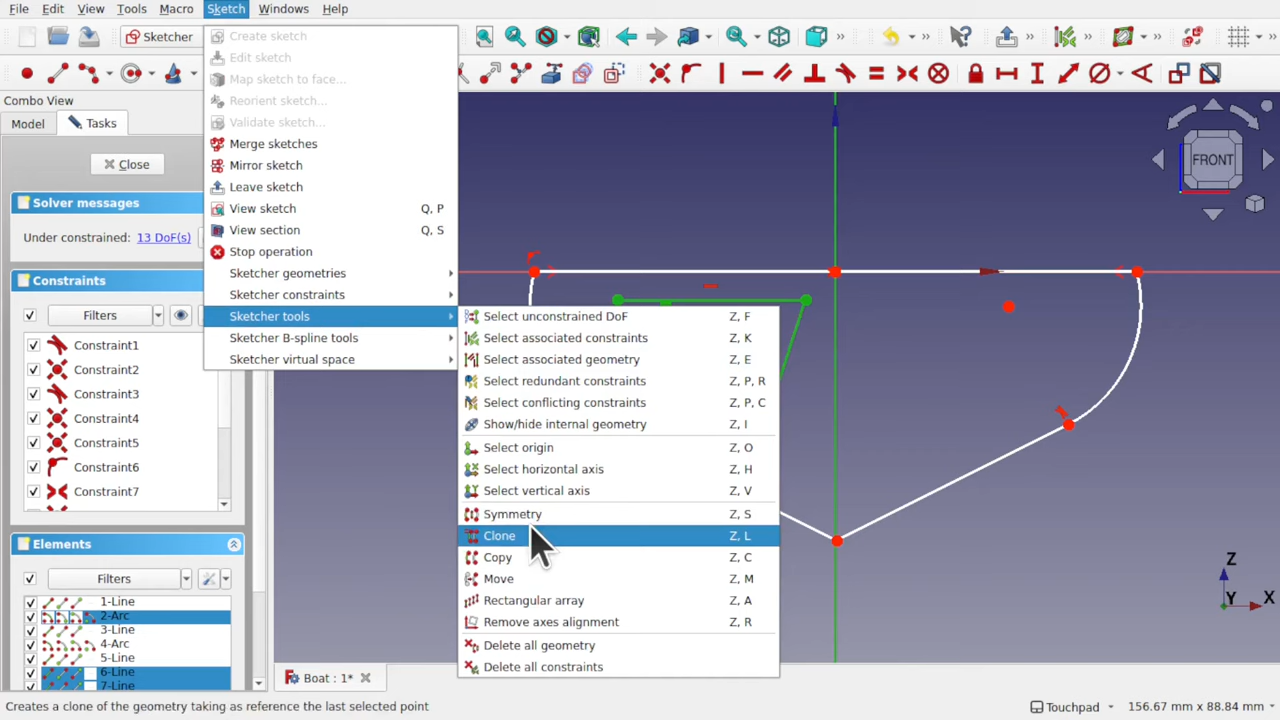 File Edit View Tools Macro Sketch Windows Help
Sketcher
Create sketch
Edit sketch
Map sketch to face...
Reorient sketch...
Validate sketch...
Merge sketches
Mirror sketch
Leave sketch
View sketch Q, P
View section Q, S
Stop operation
Sketcher geometries
Sketcher constraints
Sketcher tools
Sketcher B-spline tools
Sketcher virtual space
Combo View
Model Tasks
Close
Solver messages
Under constrained: 13 DoF(s)
Constraints
Filters
Constraint1
Constraint2
Constraint3
Constraint4
Constraint5
Constraint6
Constraint7
Elements
Filters
1-Line
2-Arc
3-Line
4-Arc
5-Line
6-Line
7-Line
Select unconstrained DoF Z, F
Select associated constraints Z, K
Select associated geometry Z, E
Select redundant constraints Z, P, R
Select conflicting constraints Z, P, C
Show/hide internal geometry Z, I
Select origin Z, O
Select horizontal axis Z, H
Select vertical axis Z, V
Symmetry Z, S
Clone Z, L
Copy Z, C
Move Z, M
Rectangular array Z, A
Remove axes alignment Z, R
Delete all geometry
Delete all constraints
FRONT
Z
Y
X
Boat : 1*
Creates a clone of the geometry taking as reference the last selected point
Touchpad 156.67 mm x 88.84 mm